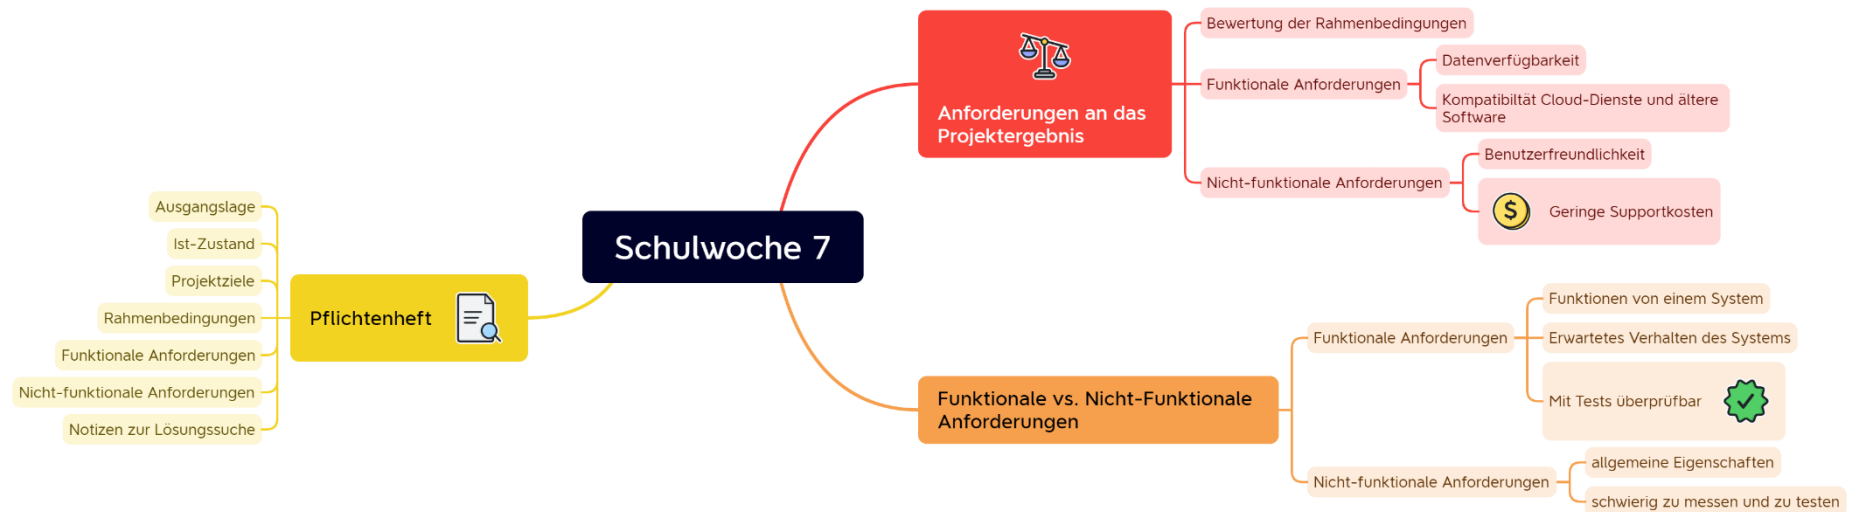 Schulwoche 7
Anforderungen an das
Projektergebnis
Bewertung der Rahmenbedingungen
Funktionale Anforderungen
Datenverfügbarkeit
Kompatibiltät Cloud-Dienste und ältere
Software
Nicht-funktionale Anforderungen
Benutzerfreundlichkeit
$
Geringe Supportkosten
Funktionale vs. Nicht-Funktionale
Anforderungen
Funktionale Anforderungen
Funktionen von einem System
Erwartetes Verhalten des Systems
Mit Tests überprüfbar
Nicht-funktionale Anforderungen
allgemeine Eigenschaften
schwierig zu messen und zu testen
Pflichtenheft
Ausgangslage
Ist-Zustand
Projektziele
Rahmenbedingungen
Funktionale Anforderungen
Nicht-funktionale Anforderungen
Notizen zur Lösungssuche